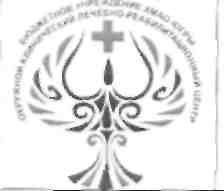 БЮДЖЕТНОЕ УЧРЕЖДЕНИЕ ХМАО-ЮГРЫ
ОКРУЖНОЙ КЛИНИЧЕСКИЙ ЛЕЧЕБНО-РЕАБИЛИТАЦИОННЫЙ ЦЕНТР